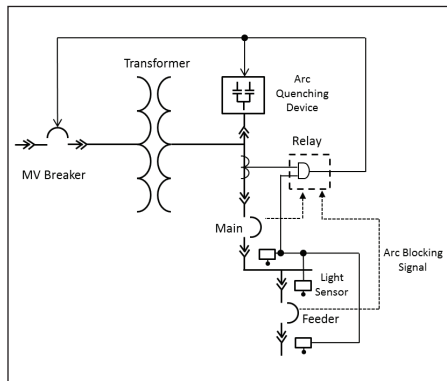 Transformer
Arc
Quenching
Device
Relay
MV Breaker
Main
Arc Blocking
Signal
Light
Sensor
Feeder